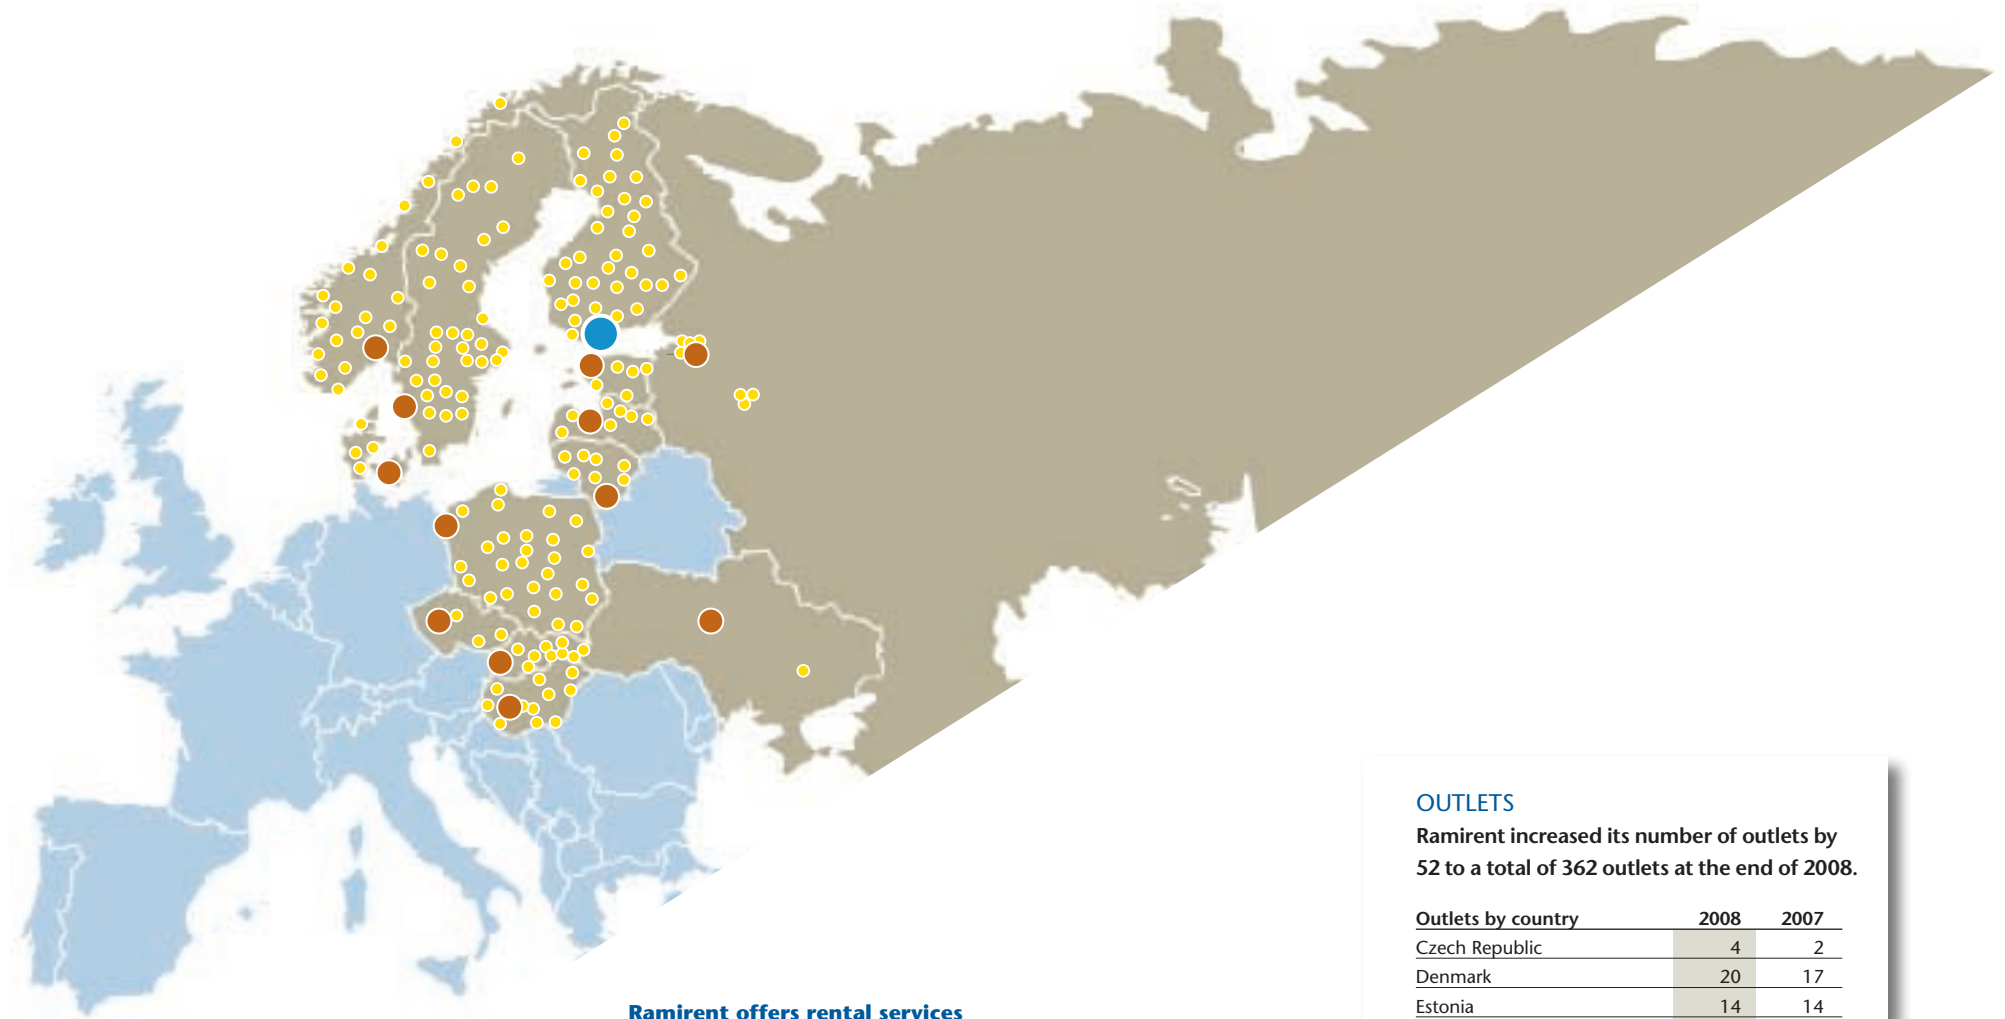 OUTLETS
Ramirent increased its number of outlets by
52 to a total of 362 outlets at the end of 2008.
Outlets by country 2008 2007
Czech Republic 4 2
Denmark 20 17
Estonia 14 14
Ramirent offers rental services